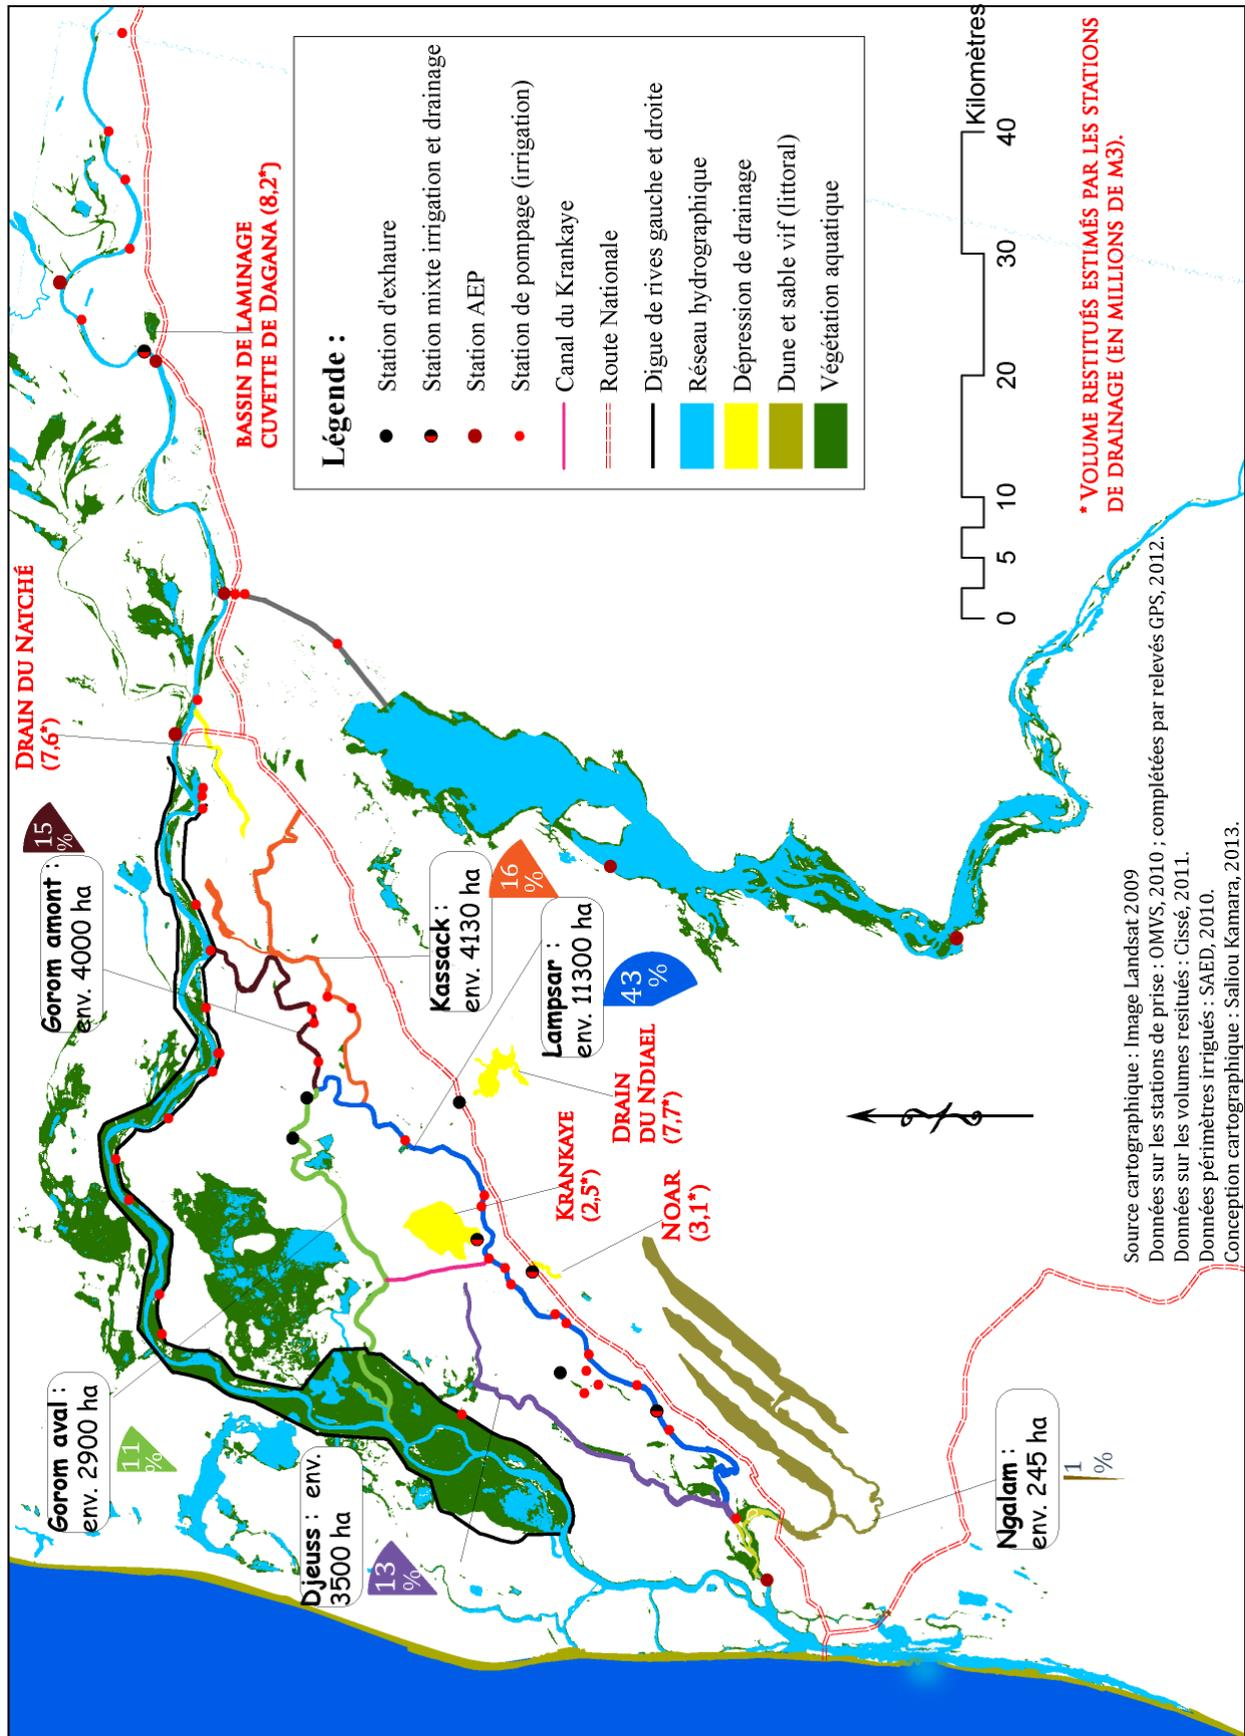 DRAIN DU NATCHÉ
(7,6*)
BASSIN DE LAMINAGE
CUVETTE DE DAGANA (8,2*)
Gorom amont :
env. 4000 ha
15
%
Gorom aval :
env. 2900 ha
11
%
Kassack :
env. 4130 ha
16
%
Lampsar :
env. 11300 ha
43
%
Djeuss : env.
3500 ha
13
%
KRANKAYE
(2,5*)
DRAIN
DU NDIAEL
(7,7*)
NOAR
(3,1*)
Ngalam :
env. 245 ha
1
%
Légende :
Station d'exhaure
Station mixte irrigation et drainage
Station AEP
Station de pompage (irrigation)
Canal du Krankaye
Route Nationale
Digue de rives gauche et droite
Réseau hydrographique
Dépression de drainage
Dune et sable vif (littoral)
Végétation aquatique
0 5 10 20 30 40
Kilomètres
* VOLUME RESTITUÉS ESTIMÉS PAR LES STATIONS
DE DRAINAGE (EN MILLIONS DE M3).
Source cartographique : Image Landsat 2009
Données sur les stations de prise : OMVS, 2010 ; complétées par relevés GPS, 2012.
Données sur les volumes resitués : Cissé, 2011.
Données périmètres irrigués : SAED, 2010.
Conception cartographique : Saliou Kamara, 2013.